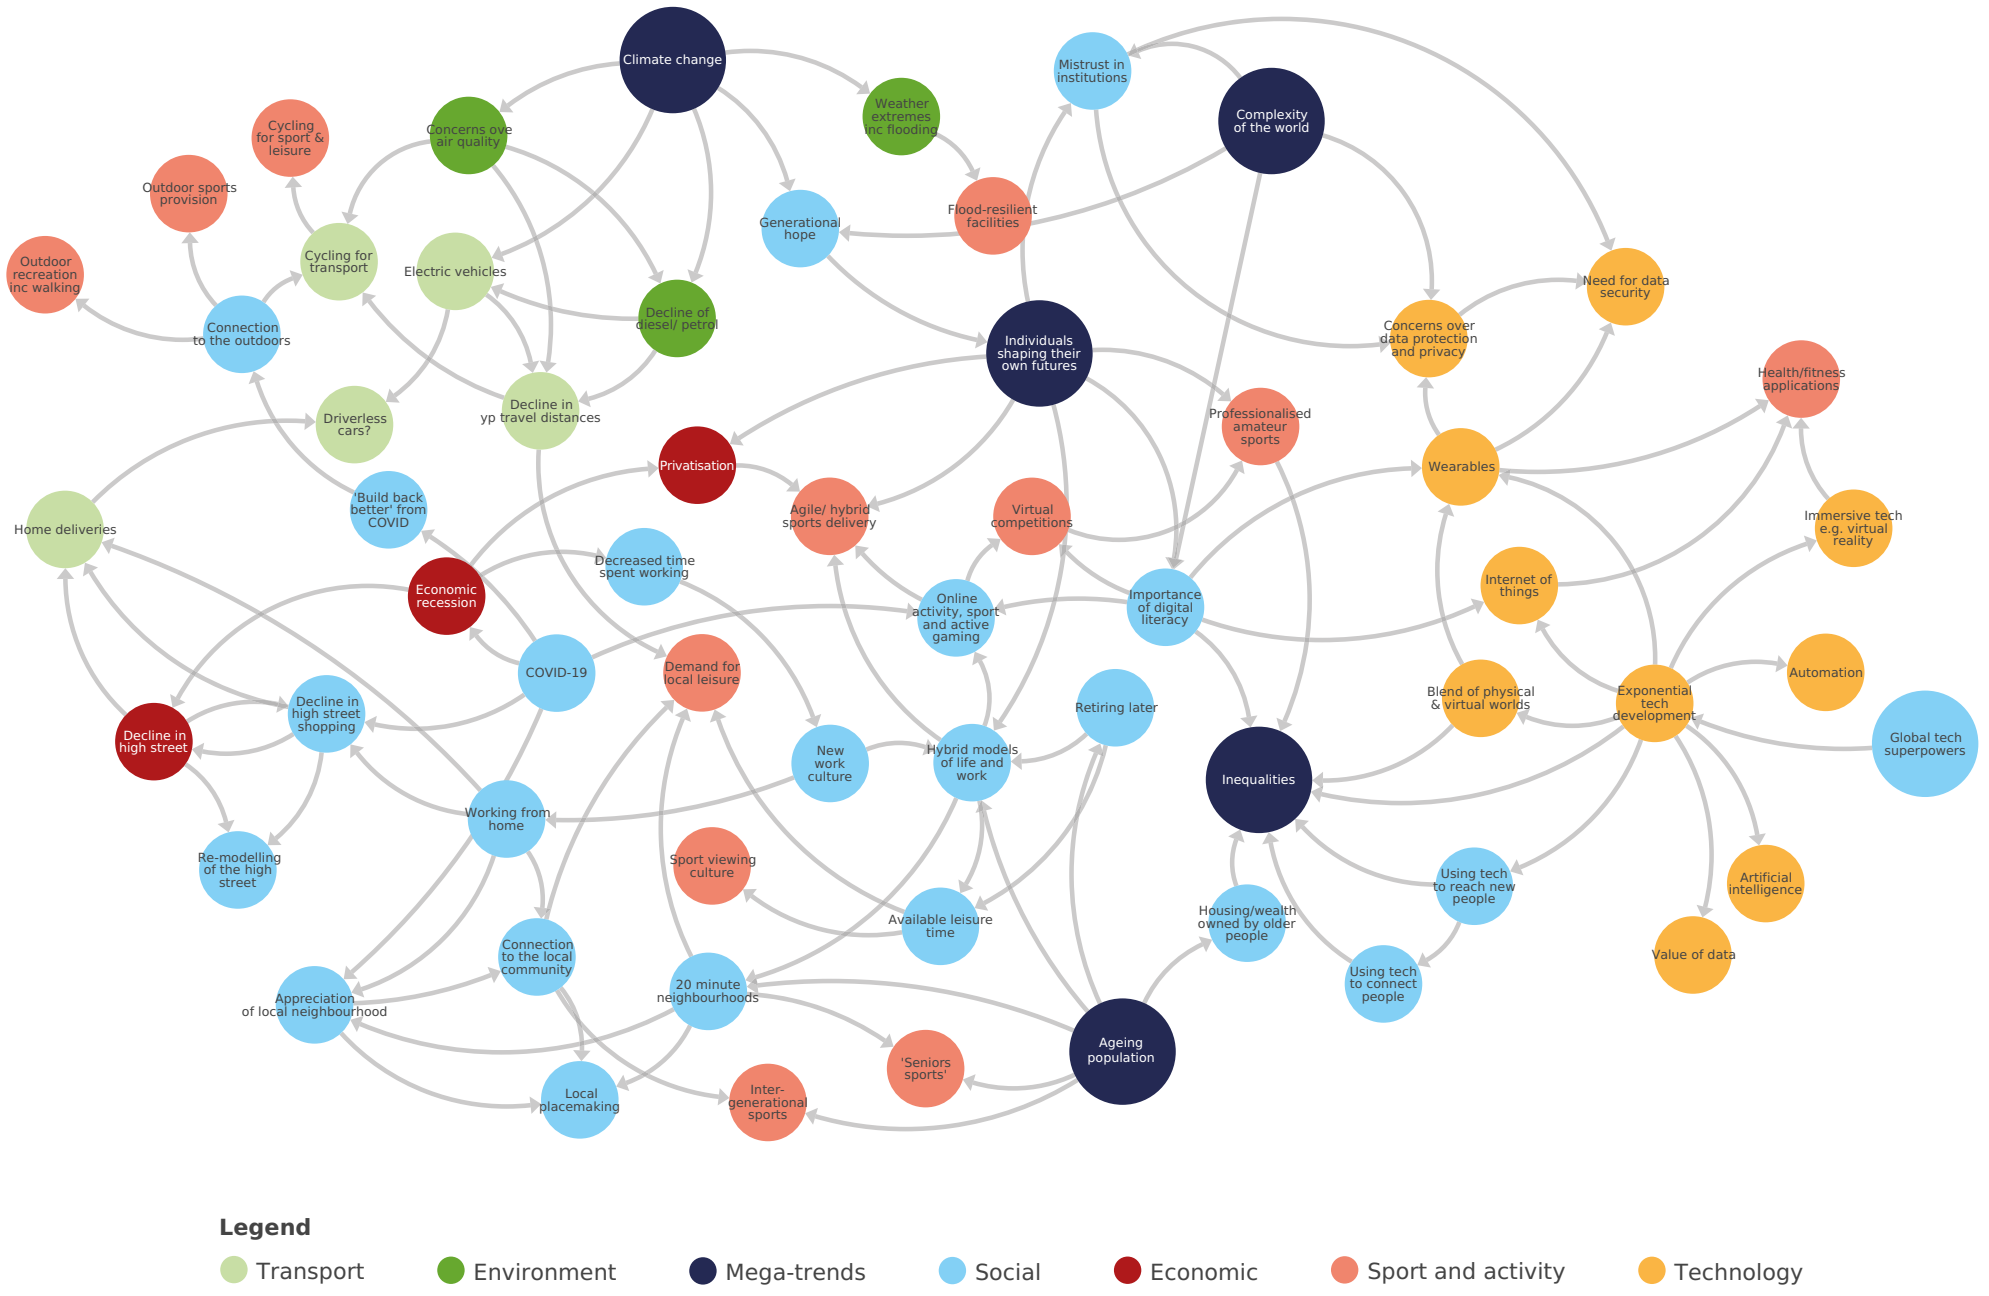 Climate change
Mistrust in
institutions
Complexity
of the world
Weather
extremes
inc flooding
Concerns ove
air quality
Cycling
for sport &
leisure
Outdoor sports
provision
Flood-resilient
facilities
Generational
hope
Cycling for
transport
Outdoor
recreation
inc walking
Electric vehicles
Need for data
security
Decline of
diesel/ petrol
Connection
to the outdoors
Individuals
shaping their
own futures
Concerns over
data protection
and privacy
Health/fitness
applications
Decline in
yp travel distances
Driverless
cars?
Professionalised
amateur
sports
Privatisation
Wearables
'Build back
better' from
COVID
Agile/ hybrid
sports delivery
Virtual
competitions
Home deliveries
Immersive tech
e.g. virtual
reality
Decreased time
spent working
Economic
recession
Internet of
things
Online
activity, sport
and active
gaming
Importance
of digital
literacy
COVID-19
Demand for
local leisure
Automation
Blend of physical
& virtual worlds
Exponential
tech
development
Decline in
high street
shopping
Retiring later
Decline in
high street
Global tech
superpowers
New
work
culture
Hybrid models
of life and
work
Inequalities
Working from
home
Re-modelling
of the high
street
Sport viewing
culture
Using tech
to reach new
people
Artificial
intelligence
Available leisure
time
Housing/wealth
owned by older
people
Connection
to the local
community
Value of data
Using tech
to connect
people
20 minute
neighbourhoods
Appreciation
of local neighbourhood
Ageing
population
'Seniors
sports'
Local
placemaking
Inter-
generational
sports
Legend
Transport
Environment
Mega-trends
Social
Economic
Sport and activity
Technology